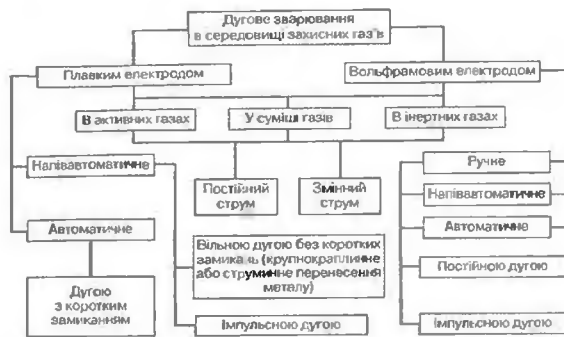 Дугове зварювання
в середовищі захисних газів
Плавким електродом
Вольфрамовим електродом
В активних газах
У суміші газів
В інертних газах
Напівавтоматичне
Постійний
струм
Змінний
струм
Ручне
Напівавтоматичне
Автоматичне
Автоматичне
Вільною дугою без коротких
замикань (крупнокраплинне
або струминне перенесення
металу)
Постійною дугою
Дугою
з коротким
замиканням
Імпульсною дугою
Імпульсною дугою